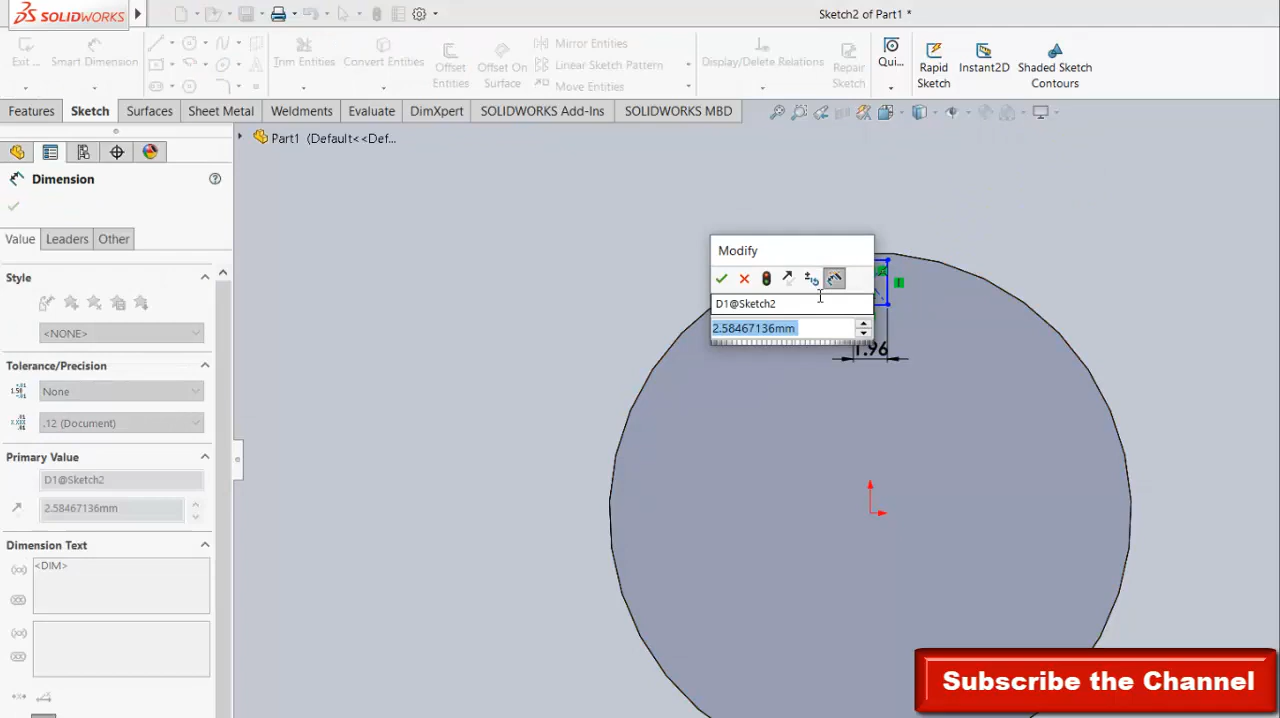 SOLIDWORKS
Sketch2 of Part1 *
Exit ...
Smart Dimension
Trim Entities
Convert Entities
Offset Entities
Offset On Surface
Mirror Entities
Linear Sketch Pattern
Move Entities
Display/Delete Relations
Repair Sketch
Qui...
Rapid Sketch
Instant2D
Shaded Sketch Contours
Features
Sketch
Surfaces
Sheet Metal
Weldments
Evaluate
DimXpert
SOLIDWORKS Add-Ins
SOLIDWORKS MBD
Part1 (Default<<Def...
Dimension
Value
Leaders
Other
Style
<NONE>
Tolerance/Precision
None
.12 (Document)
Primary Value
D1@Sketch2
2.58467136mm
Dimension Text
<DIM>
Modify
D1@Sketch2
2.58467136mm
1.96
Subscribe the Channel